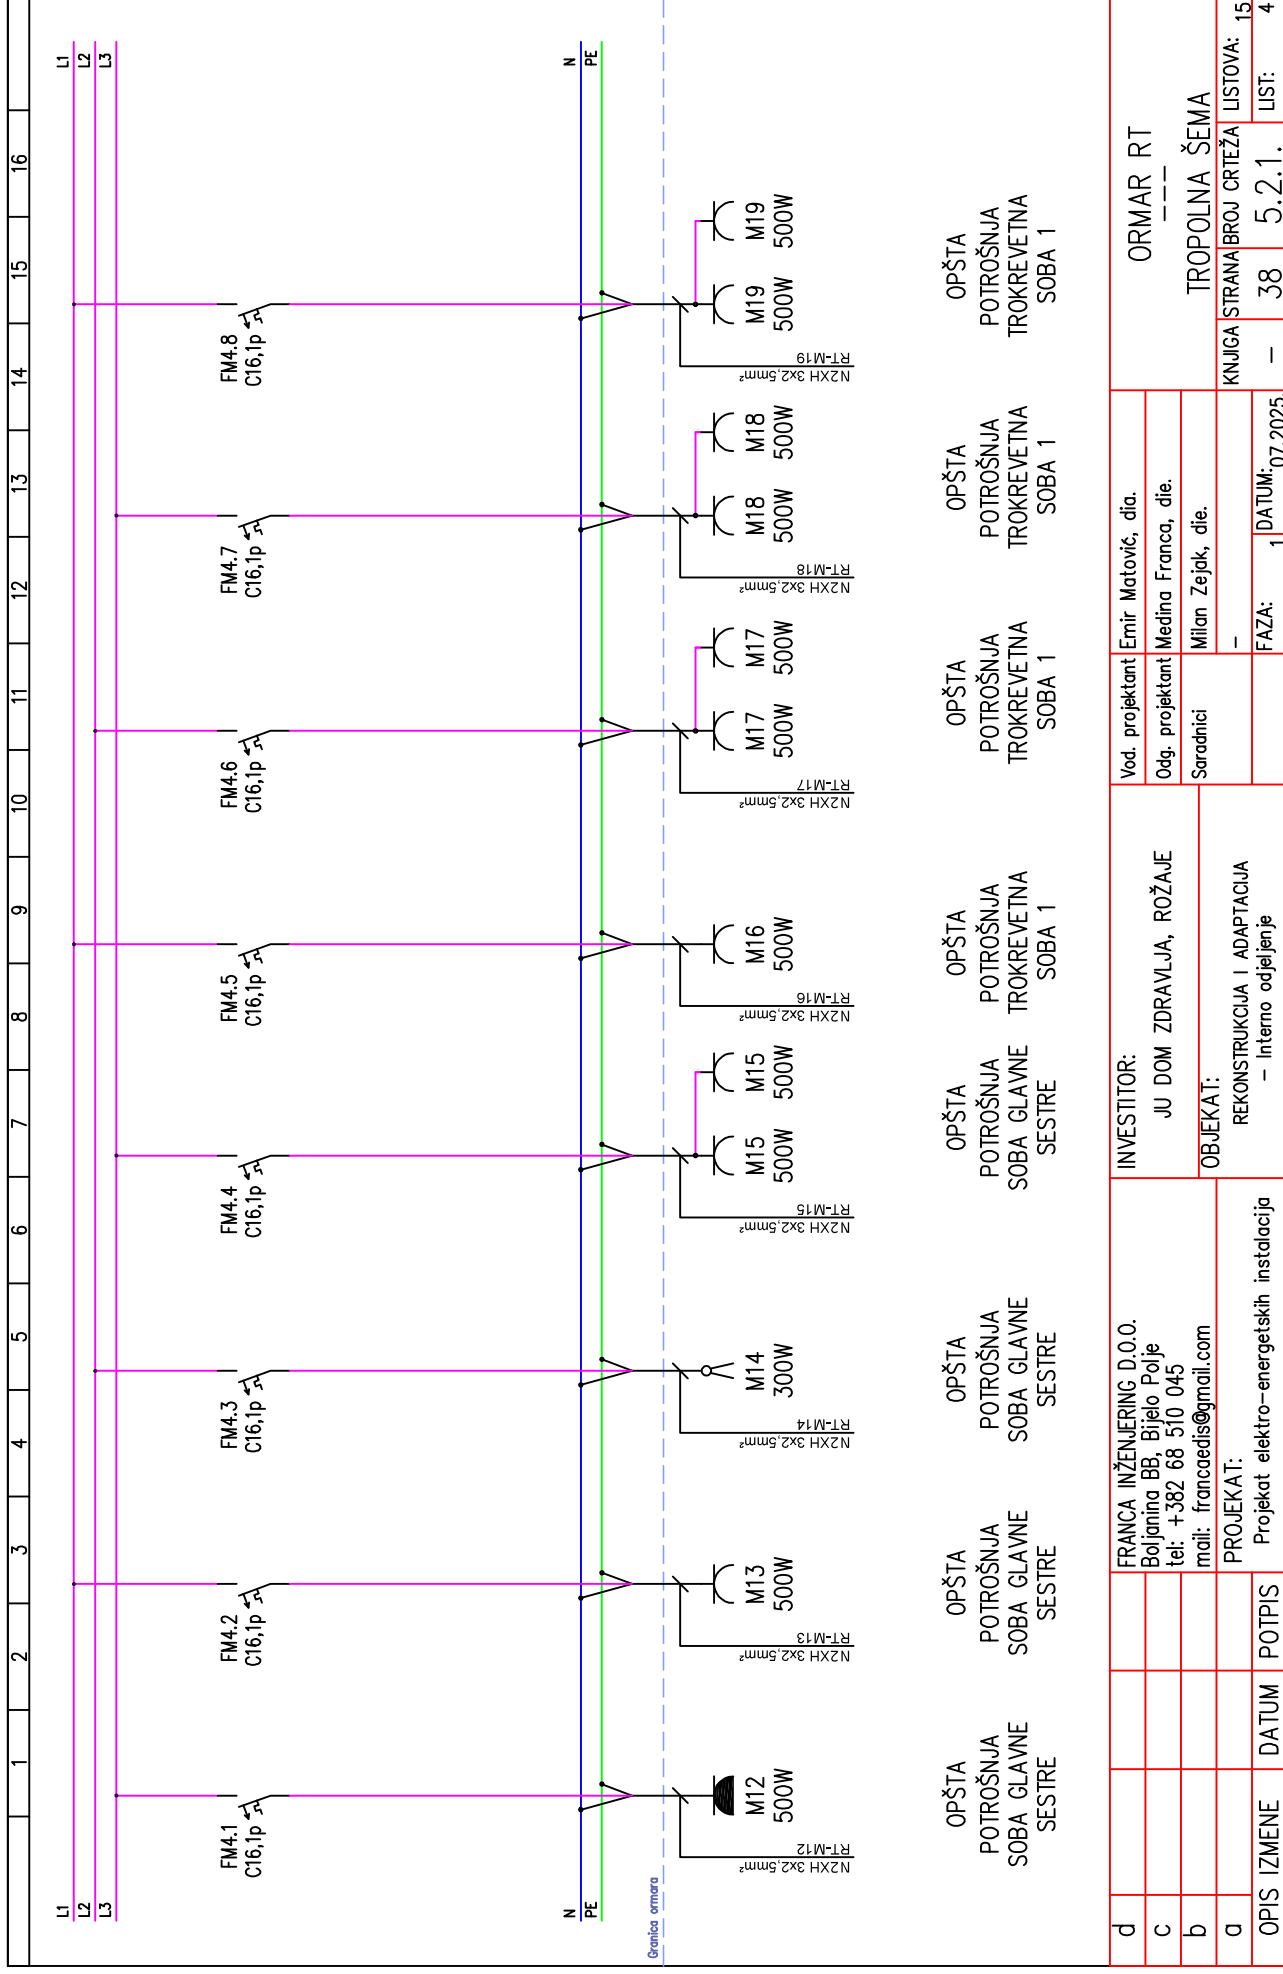 1 2 3 4 5 6 7 8 9 10 11 12 13 14 15 16
L1
L2
L3
L1
L2
L3
FM4.1
C16,1p
FM4.2
C16,1p
FM4.3
C16,1p
FM4.4
C16,1p
FM4.5
C16,1p
FM4.6
C16,1p
FM4.7
C16,1p
FM4.8
C16,1p
N
PE
N
PE
Granica ormara
RT-M12
N2XH 3x2,5mm²
M12
500W
RT-M13
N2XH 3x2,5mm²
M13
500W
RT-M14
N2XH 3x2,5mm²
M14
300W
RT-M15
N2XH 3x2,5mm²
M15
500W
M15
500W
RT-M16
N2XH 3x2,5mm²
M16
500W
RT-M17
N2XH 3x2,5mm²
M17
500W
M17
500W
RT-M18
N2XH 3x2,5mm²
M18
500W
M18
500W
RT-M19
N2XH 3x2,5mm²
M19
500W
M19
500W
OPŠTA
POTROŠNJA
SOBA GLAVNE
SESTRE
OPŠTA
POTROŠNJA
SOBA GLAVNE
SESTRE
OPŠTA
POTROŠNJA
SOBA GLAVNE
SESTRE
OPŠTA
POTROŠNJA
SOBA GLAVNE
SESTRE
OPŠTA
POTROŠNJA
TROKREVETNA
SOBA 1
OPŠTA
POTROŠNJA
TROKREVETNA
SOBA 1
OPŠTA
POTROŠNJA
TROKREVETNA
SOBA 1
OPŠTA
POTROŠNJA
TROKREVETNA
SOBA 1
d
c
b
a
OPIS IZMENE
DATUM
POTPIS
FRANCA INŽENJERING D.O.O.
Boljanina BB, Bijelo Polje
tel: +382 68 510 045
mail: francaedis@gmail.com
PROJEKAT:
Projekat elektro-energetskih instalacija
INVESTITOR:
JU DOM ZDRAVLJA, ROŽAJE
OBJEKAT:
REKONSTRUKCIJA I ADAPTACIJA
- Interno odjeljenje
Vod. projektant Emir Matović, dia.
Odg. projektant Medina Franca, die.
Saradnici Milan Zejak, die.
-
FAZA: 1
DATUM: 07.2025.
ORMAR RT
---
TROPOLNA ŠEMA
KNJIGA
-
STRANA
38
BROJ CRTEŽA
5.2.1.
LISTOVA: 15
LIST: 4